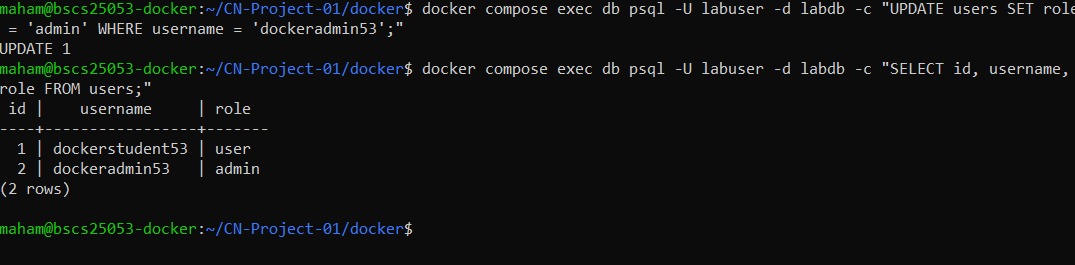 maham@bscs25053-docker:~/CN-Project-01/docker$ docker compose exec db psql -U labuser -d labdb -c "UPDATE users SET role
 = 'admin' WHERE username = 'dockeradmin53';"
UPDATE 1
maham@bscs25053-docker:~/CN-Project-01/docker$ docker compose exec db psql -U labuser -d labdb -c "SELECT id, username,
role FROM users;"
 id |    username     | role
----+-----------------+-------
  1 | dockerstudent53 | user
  2 | dockeradmin53   | admin
(2 rows)

maham@bscs25053-docker:~/CN-Project-01/docker$